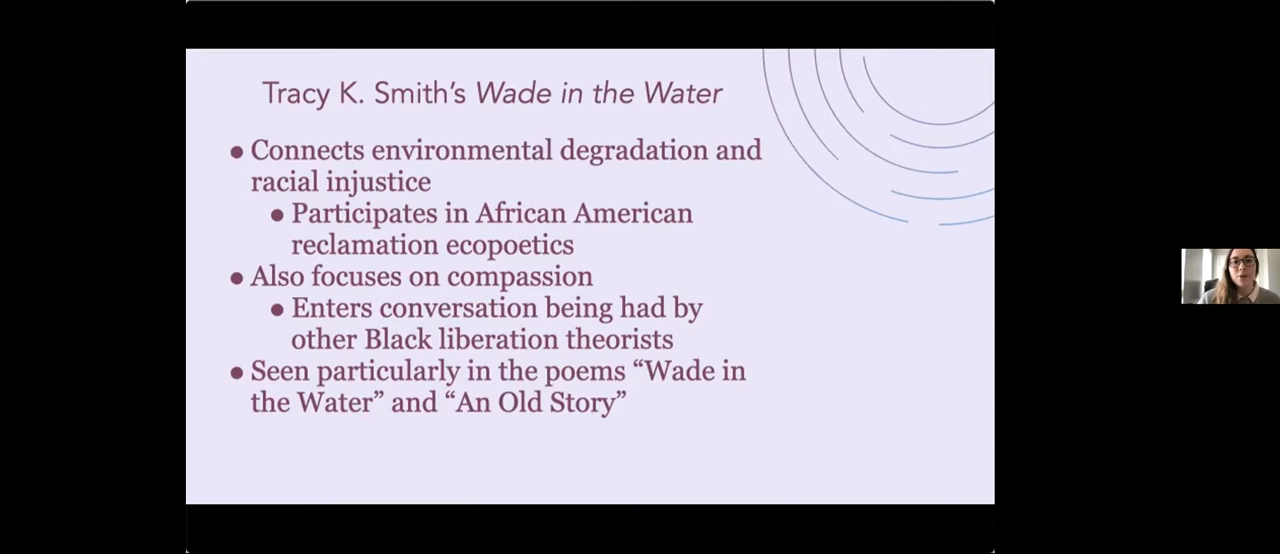 Tracy K. Smith’s Wade in the Water
● Connects environmental degradation and
racial injustice
● Participates in African American
reclamation ecopoetics
● Also focuses on compassion
● Enters conversation being had by
other Black liberation theorists
● Seen particularly in the poems “Wade in
the Water” and “An Old Story”